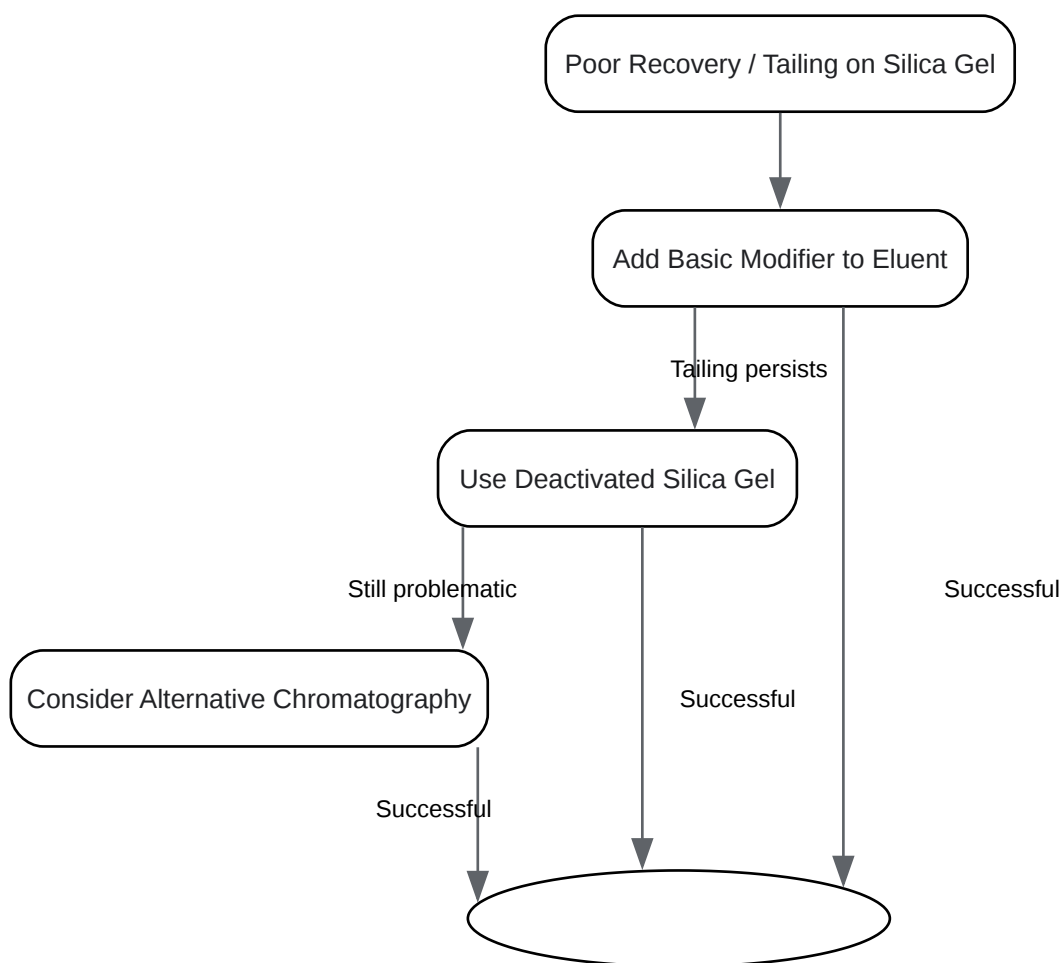 Poor Recovery / Tailing on Silica Gel
Add Basic Modifier to Eluent
Tailing persists
Use Deactivated Silica Gel
Still problematic
Successful
Consider Alternative Chromatography
Successful
Successful